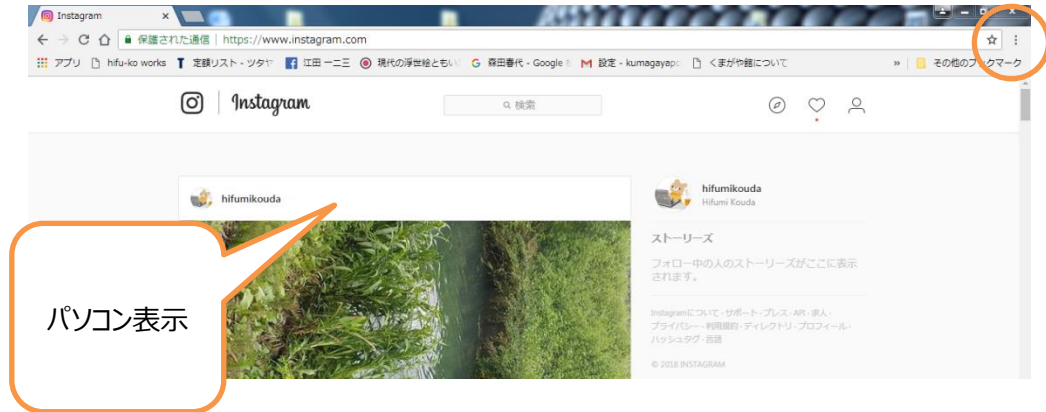 Instagram
保護された通信 | https://www.instagram.com
アプリ hifu-ko works 定額リスト - ツタヤ 江田 一二三 現代の浮世絵ともい 森田春代 - Google 設定 - kumagayap くまがや館について » その他のブックマーク
Instagram 検索
hifumikouda
hifumikouda
Hifumi Kouda
ストーリーズ
フォロー中の人のストーリーズがここに表示
されます。
Instagramについて・サポート・プレス・API・求人・
プライバシー・利用規約・ディレクトリ・プロフィール・
ハッシュタグ・言語
© 2018 INSTAGRAM
パソコン表示